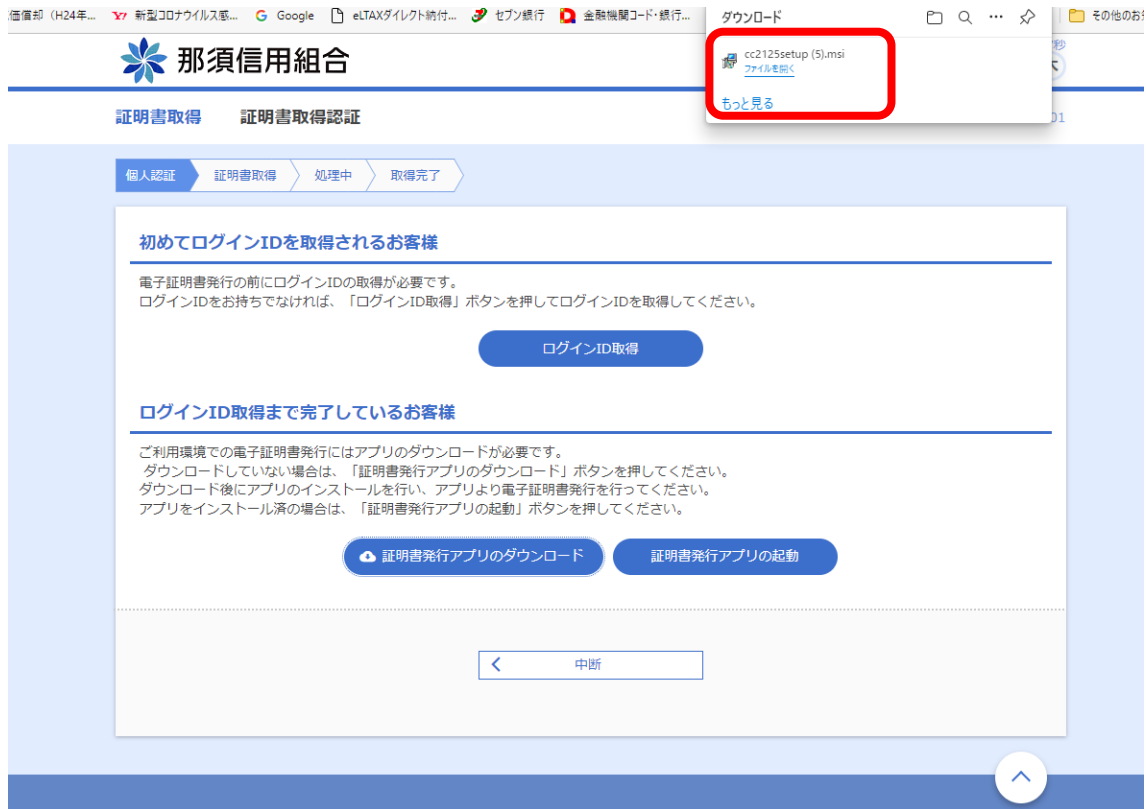 価償却（H24年... 新型コロナウイルス感... Google eLTAXダイレクト納付... セブン銀行 金融機関コード・銀行... その他のお
ダウンロード
cc2125setup (5).msi
ファイルを開く
もっと見る
那須信用組合
証明書取得 証明書取得認証
01
個人認証 証明書取得 処理中 取得完了
初めてログインIDを取得されるお客様
電子証明書発行の前にログインIDの取得が必要です。
ログインIDをお持ちでなければ、「ログインID取得」ボタンを押してログインIDを取得してください。
ログインID取得
ログインID取得まで完了しているお客様
ご利用環境での電子証明書発行にはアプリのダウンロードが必要です。
ダウンロードしていない場合は、「証明書発行アプリのダウンロード」ボタンを押してください。
ダウンロード後にアプリのインストールを行い、アプリより電子証明書発行を行ってください。
アプリをインストール済の場合は、「証明書発行アプリの起動」ボタンを押してください。
証明書発行アプリのダウンロード 証明書発行アプリの起動
中断